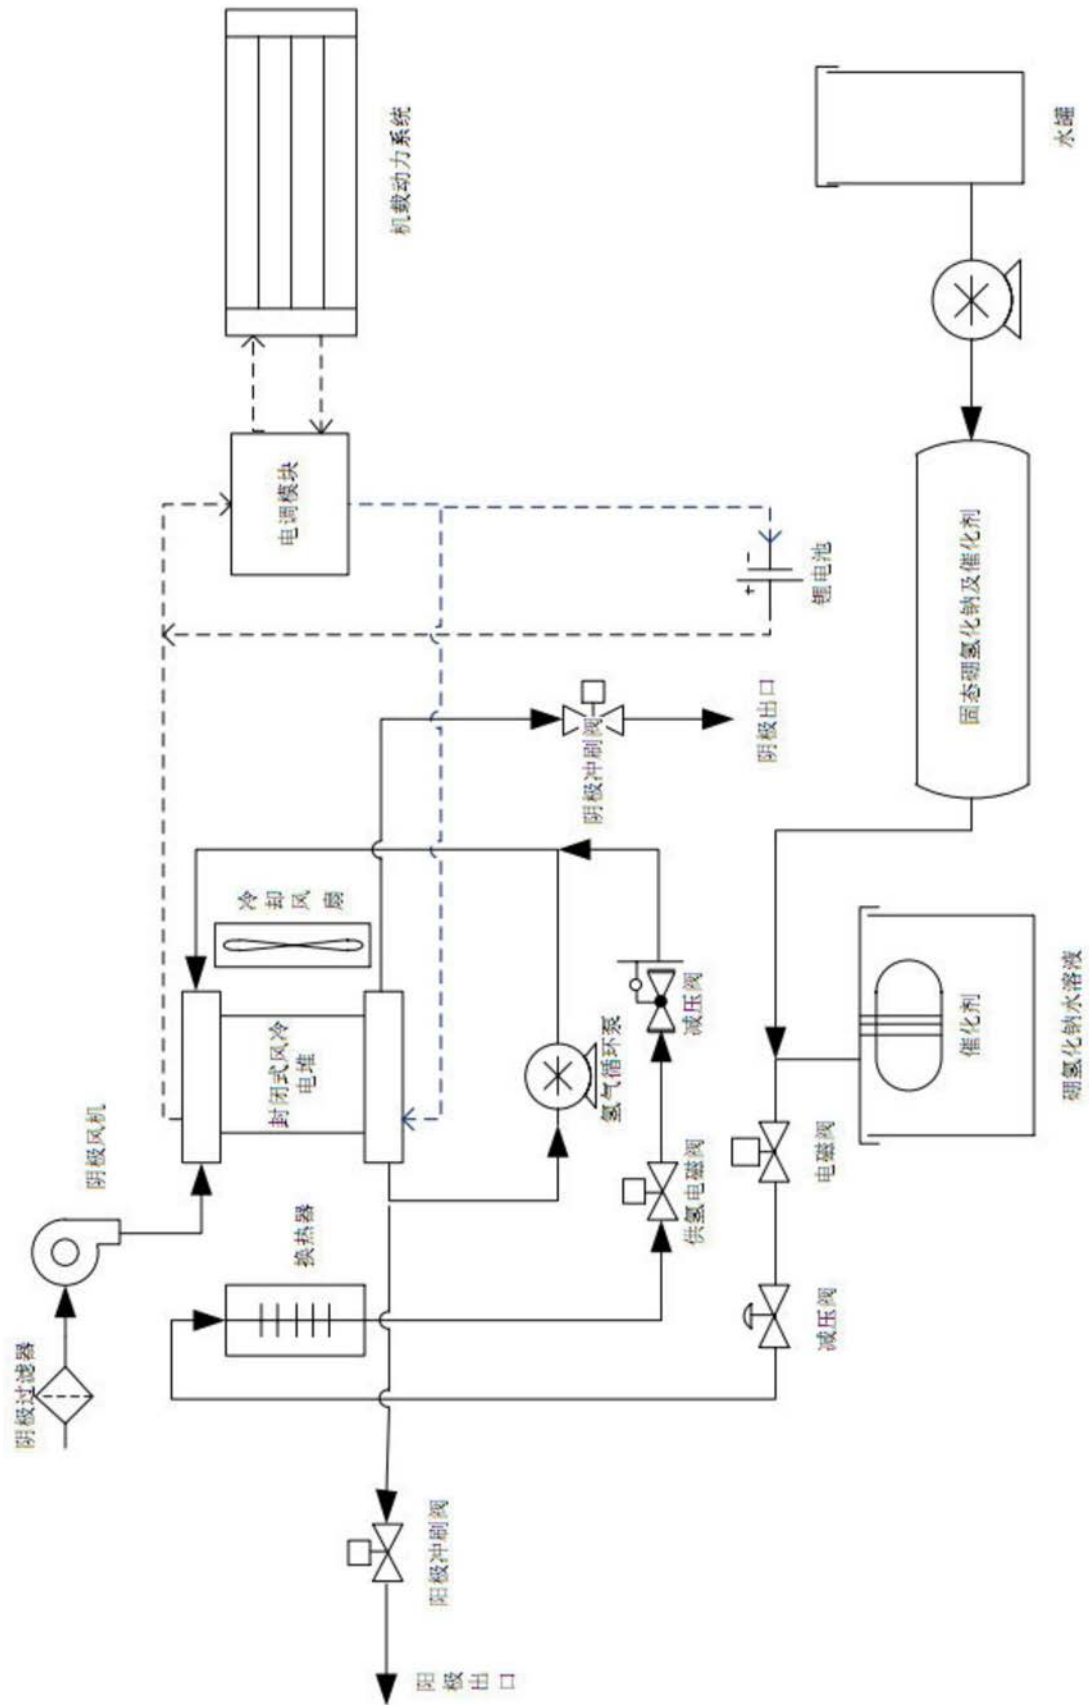 阴极过滤器
阴极风机
换热器
封闭式风冷
电堆
冷却风扇
电调模块
机载动力系统
阳极出口
阳极冲刷阀
阴极冲刷阀
氢气循环泵
供氢电磁阀
减压阀
阴极出口
+ -
锂电池
减压阀
电磁阀
催化剂
固态硼氢化钠及催化剂
硼氢化钠水溶液
水罐